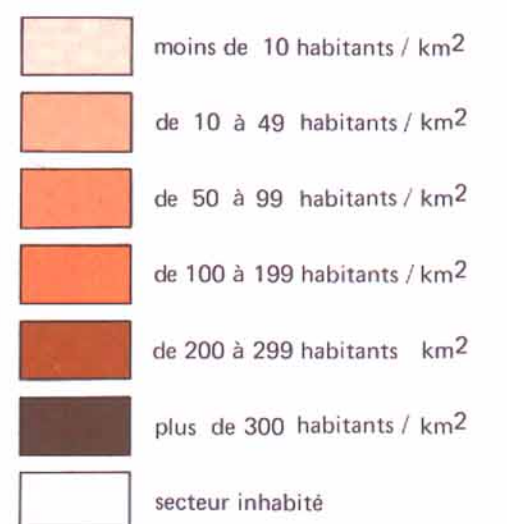 moins de 10 habitants / km2
de 10 à 49 habitants / km2
de 50 à 99 habitants / km2
de 100 à 199 habitants / km2
de 200 à 299 habitants km2
plus de 300 habitants / km2
secteur inhabité